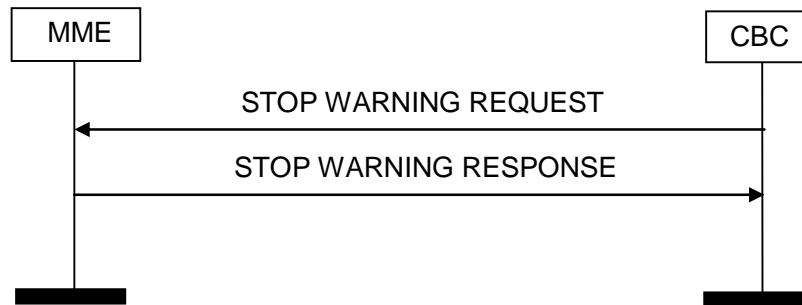 MME
CBC
STOP WARNING REQUEST
STOP WARNING RESPONSE